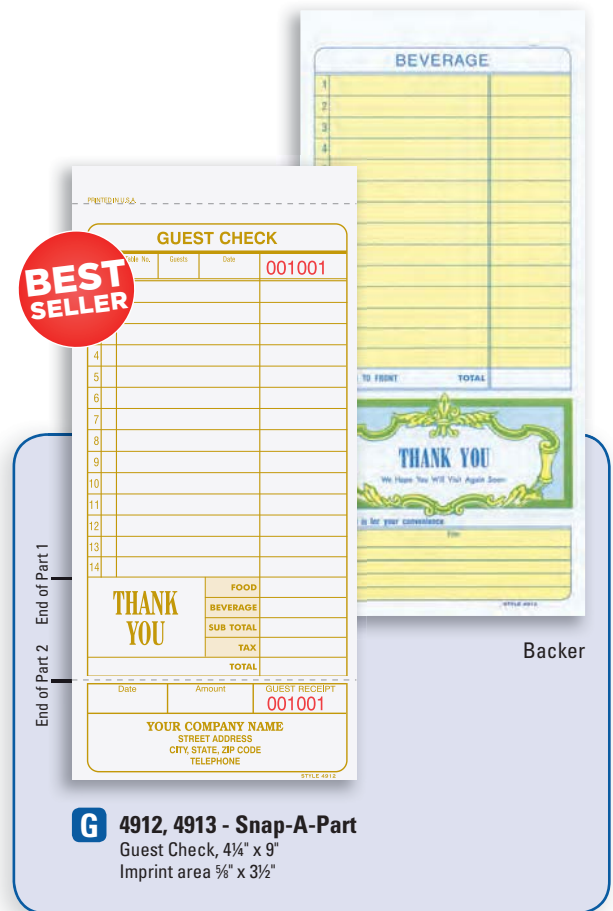 BEVERAGE
1
2
3
4
TO FRONT TOTAL
THANK YOU
We Hope You Will Visit Again Soon
is for your convenience
STYLE 4912
Backer
PRINTED IN U.S.A.
GUEST CHECK
Table No. Guests Date 001001
BEST
SELLER
4
5
6
7
8
9
10
11
12
13
14
THANK
YOU
FOOD
BEVERAGE
SUB TOTAL
TAX
TOTAL
Date Amount GUEST RECEIPT
001001
YOUR COMPANY NAME
STREET ADDRESS
CITY, STATE, ZIP CODE
TELEPHONE
STYLE 4912
End of Part 1
End of Part 2
G 4912, 4913 - Snap-A-Part
Guest Check, 4¼" x 9"
Imprint area ⅝" x 3½"